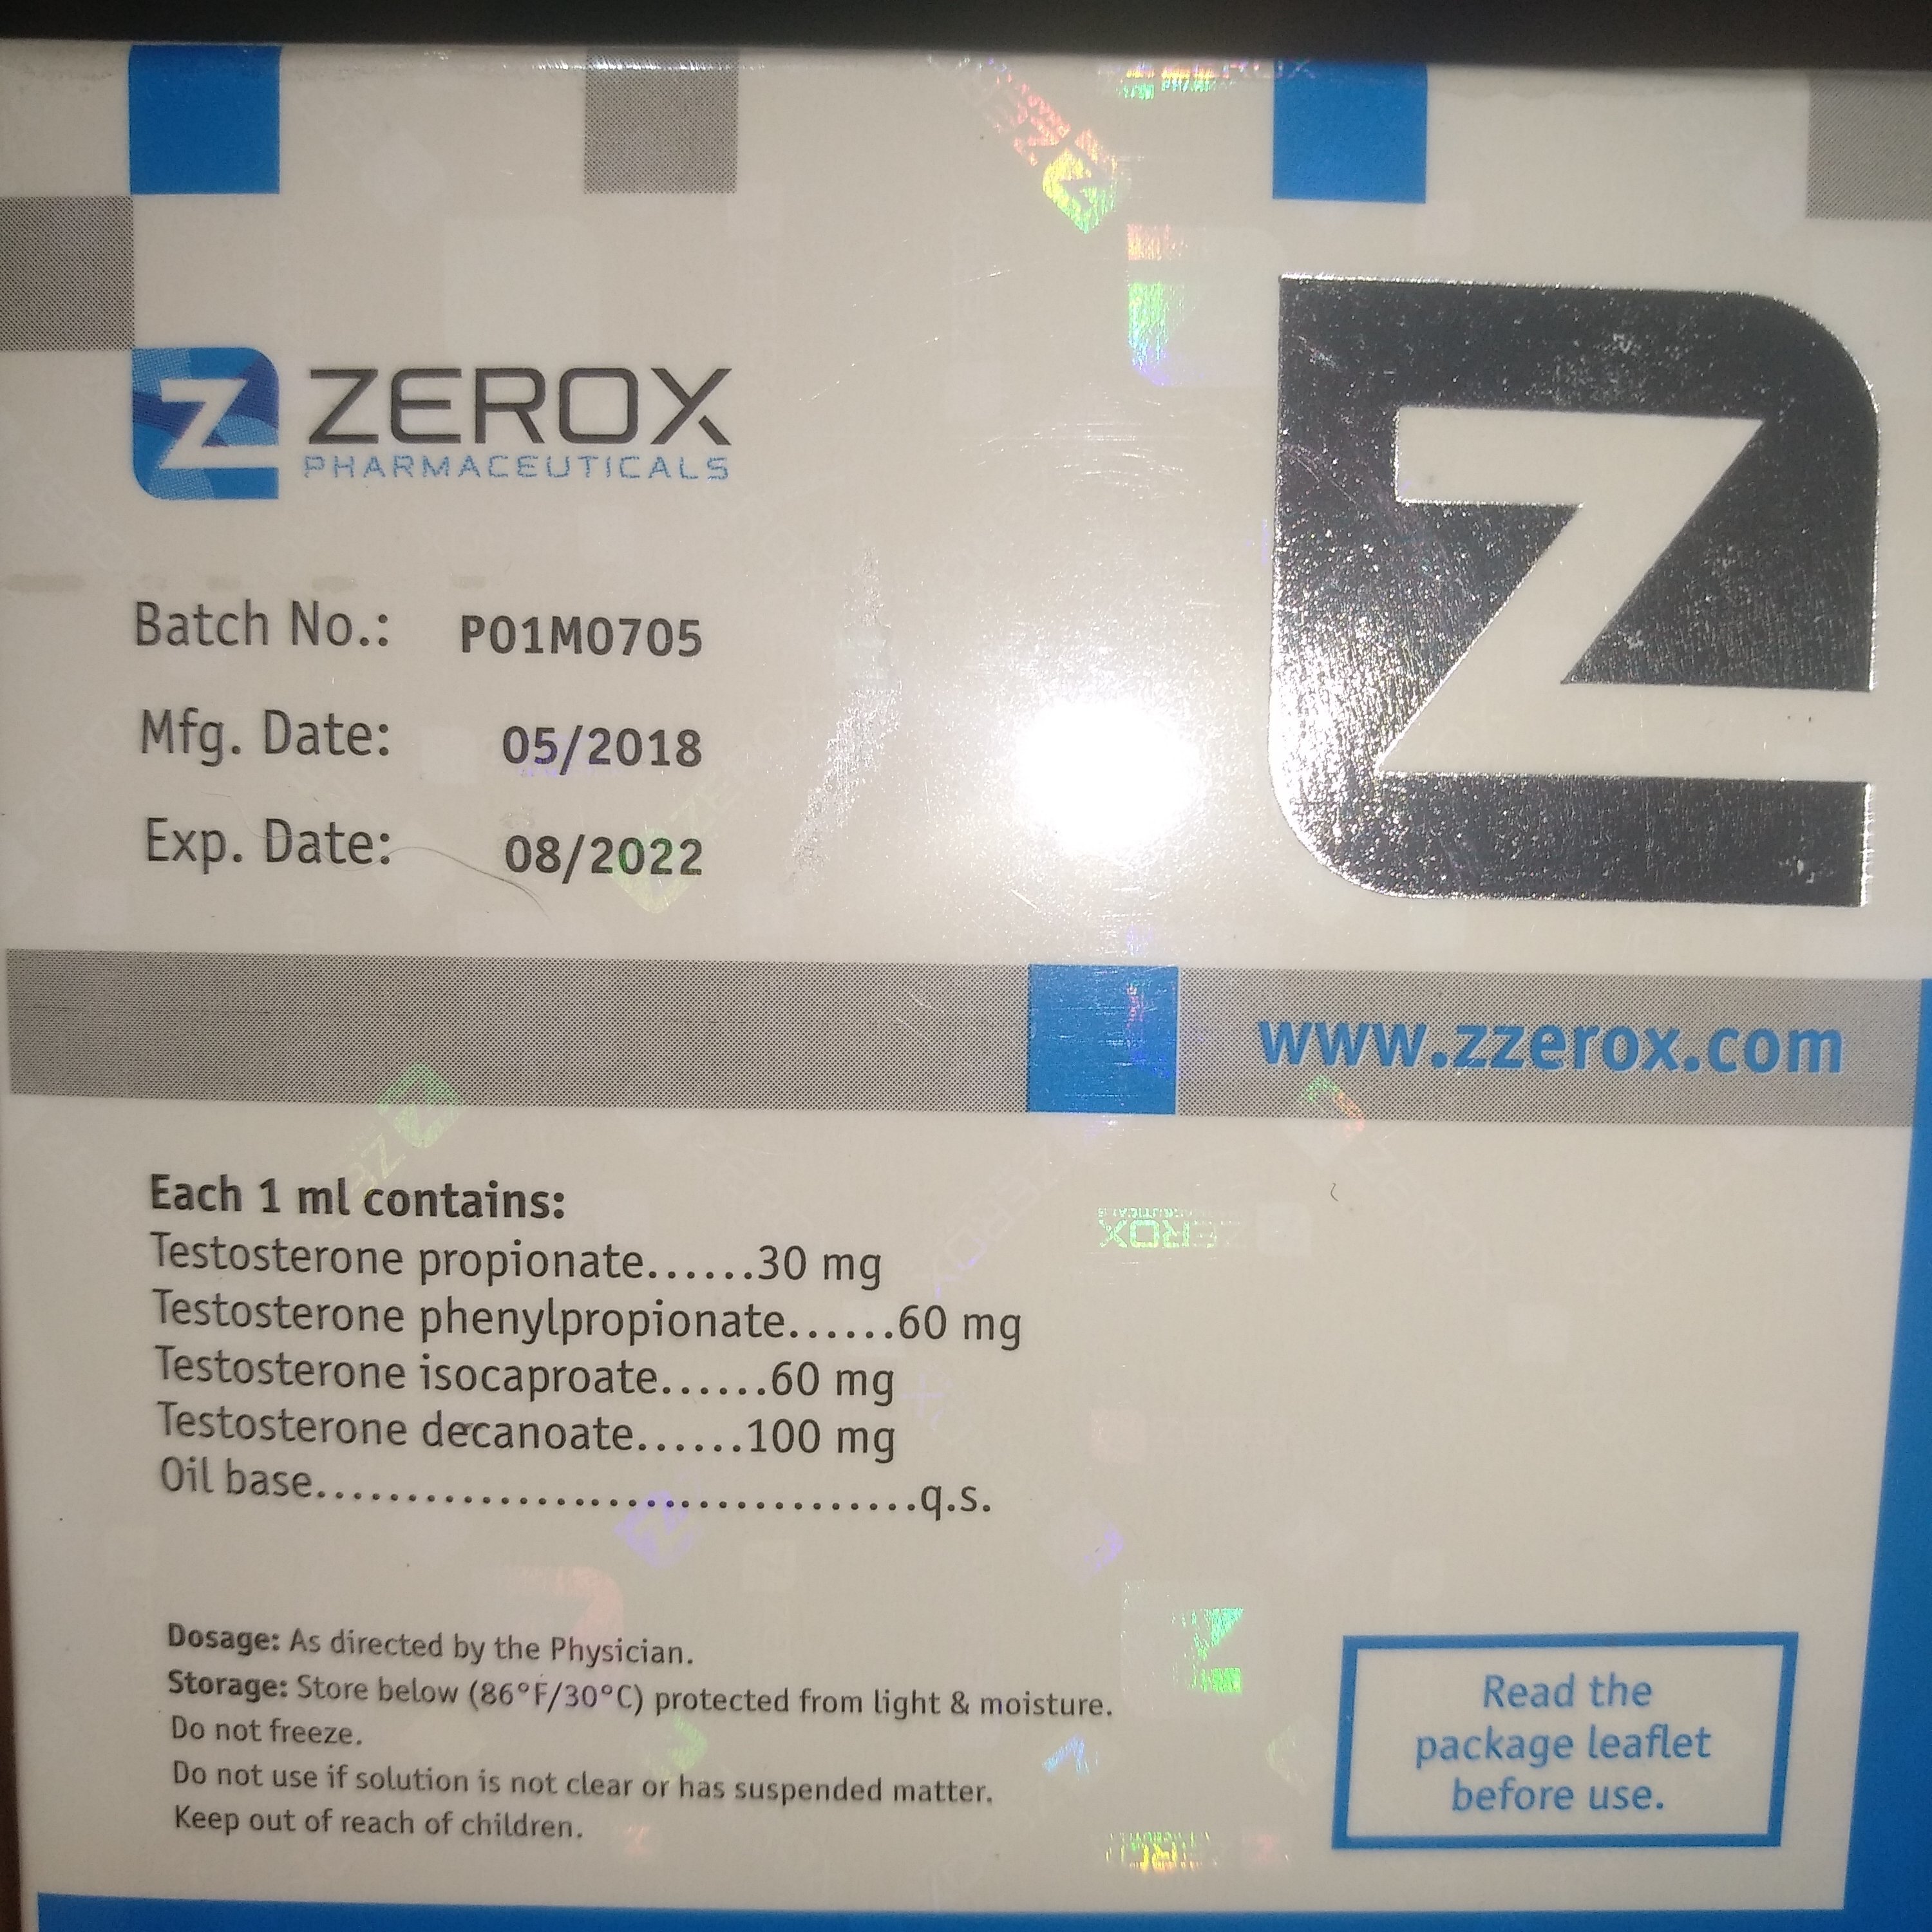 ZEROX
PHARMACEUTICALS
Batch No.: P01M0705
Mfg. Date: 05/2018
Exp. Date: 08/2022
www.zzerox.com
Each 1 ml contains:
Testosterone propionate......30 mg
Testosterone phenylpropionate......60 mg
Testosterone isocaproate......60 mg
Testosterone decanoate......100 mg
Oil base..................................q.s.
Dosage: As directed by the Physician.
Storage: Store below (86°F/30°C) protected from light & moisture.
Do not freeze.
Do not use if solution is not clear or has suspended matter.
Keep out of reach of children.
Read the
package leaflet
before use.